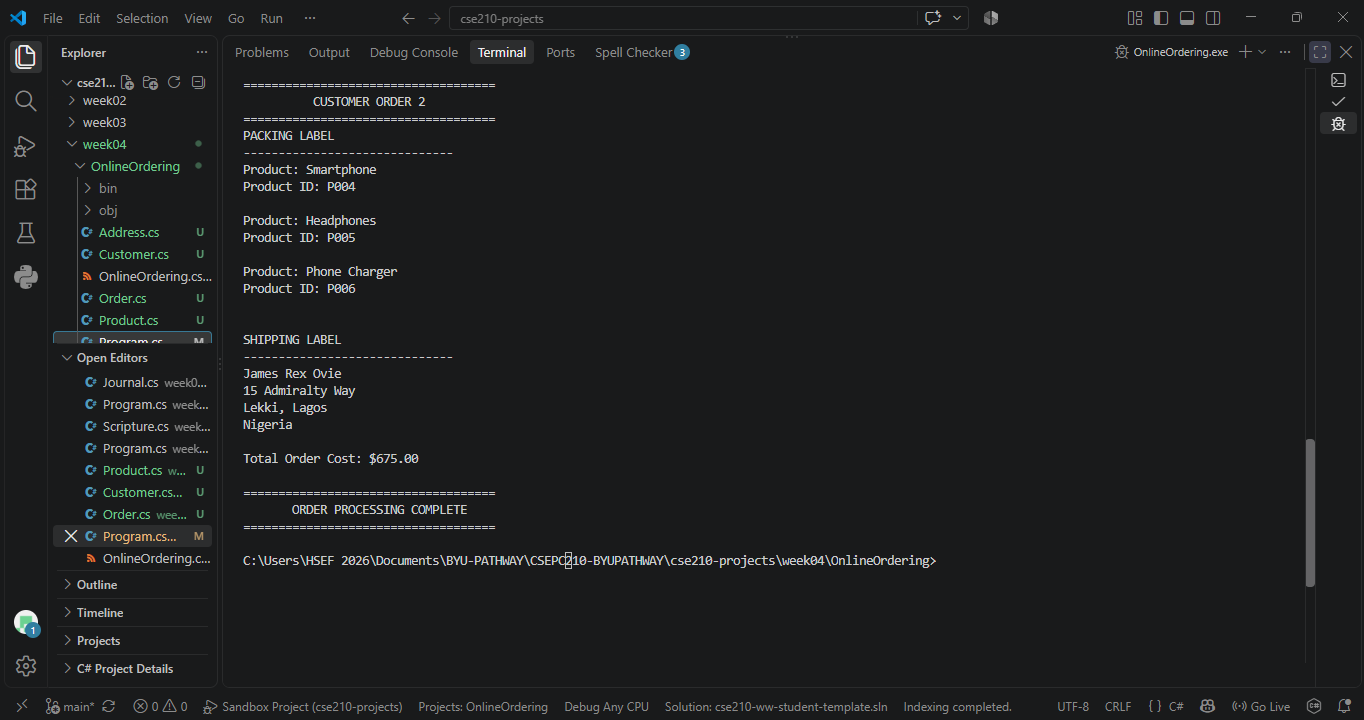 File Edit Selection View Go Run ···
cse210-projects
Explorer ···
Problems Output Debug Console Terminal Ports Spell Checker 3
OnlineOrdering.exe
cse21...
week02
week03
week04
OnlineOrdering
bin
obj
Address.cs U
Customer.cs U
OnlineOrdering.cs...
Order.cs U
Product.cs U
Program.cs M
Open Editors
Journal.cs week0...
Program.cs week...
Scripture.cs week...
Program.cs week...
Product.cs w... U
Customer.cs... U
Order.cs wee... U
Program.cs... M
OnlineOrdering.c...
Outline
Timeline
Projects
C# Project Details
1
====================================
CUSTOMER ORDER 2
====================================
PACKING LABEL
------------------------------
Product: Smartphone
Product ID: P004
Product: Headphones
Product ID: P005
Product: Phone Charger
Product ID: P006
SHIPPING LABEL
------------------------------
James Rex Ovie
15 Admiralty Way
Lekki, Lagos
Nigeria
Total Order Cost: $675.00
====================================
ORDER PROCESSING COMPLETE
====================================
C:\Users\HSEF 2026\Documents\BYU-PATHWAY\CSEPC210-BYUPATHWAY\cse210-projects\week04\OnlineOrdering>
main* 0 0 Sandbox Project (cse210-projects) Projects: OnlineOrdering Debug Any CPU Solution: cse210-ww-student-template.sln Indexing completed. UTF-8 CRLF { } C# Go Live